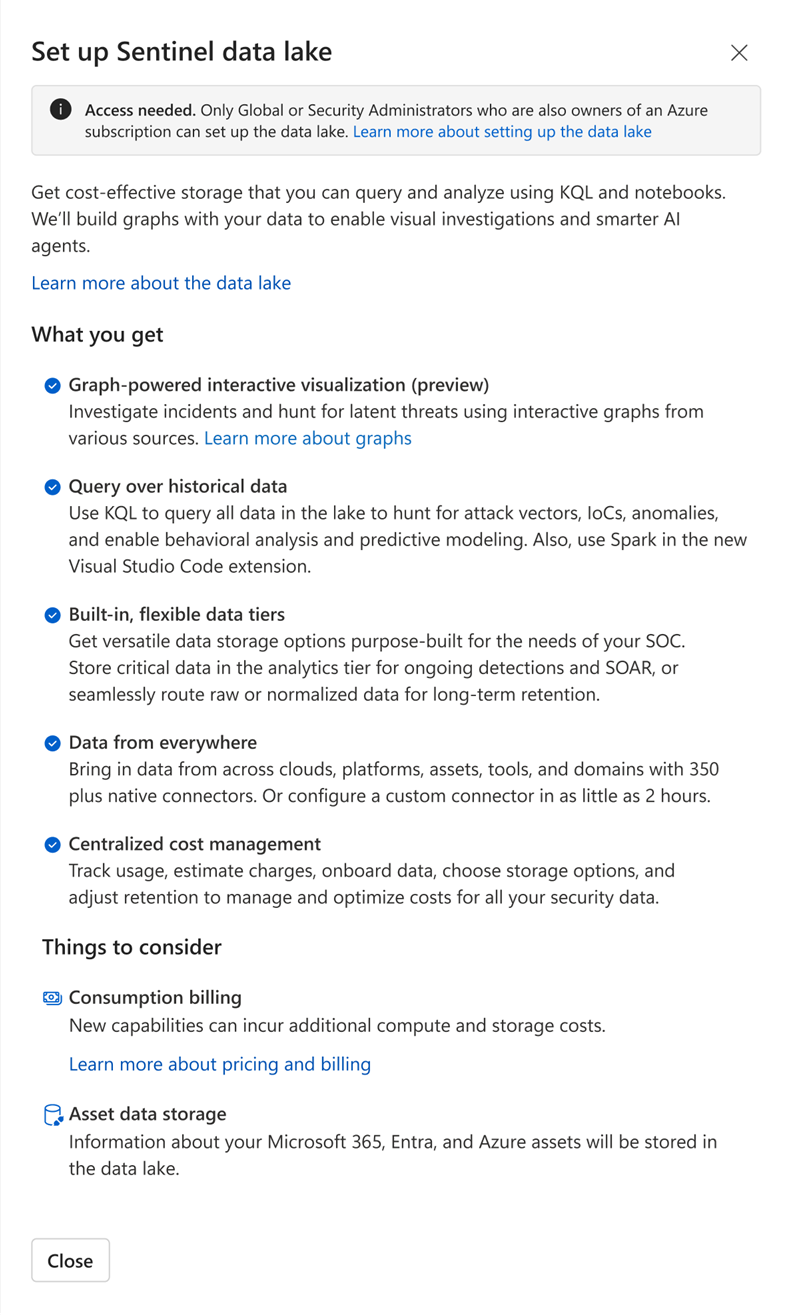 Set up Sentinel data lake
Access needed. Only Global or Security Administrators who are also owners of an Azure
subscription can set up the data lake. Learn more about setting up the data lake
Get cost-effective storage that you can query and analyze using KQL and notebooks.
We’ll build graphs with your data to enable visual investigations and smarter AI
agents.
Learn more about the data lake
What you get
Graph-powered interactive visualization (preview)
Investigate incidents and hunt for latent threats using interactive graphs from
various sources. Learn more about graphs
Query over historical data
Use KQL to query all data in the lake to hunt for attack vectors, IoCs, anomalies,
and enable behavioral analysis and predictive modeling. Also, use Spark in the new
Visual Studio Code extension.
Built-in, flexible data tiers
Get versatile data storage options purpose-built for the needs of your SOC.
Store critical data in the analytics tier for ongoing detections and SOAR, or
seamlessly route raw or normalized data for long-term retention.
Data from everywhere
Bring in data from across clouds, platforms, assets, tools, and domains with 350
plus native connectors. Or configure a custom connector in as little as 2 hours.
Centralized cost management
Track usage, estimate charges, onboard data, choose storage options, and
adjust retention to manage and optimize costs for all your security data.
Things to consider
Consumption billing
New capabilities can incur additional compute and storage costs.
Learn more about pricing and billing
Asset data storage
Information about your Microsoft 365, Entra, and Azure assets will be stored in
the data lake.
Close